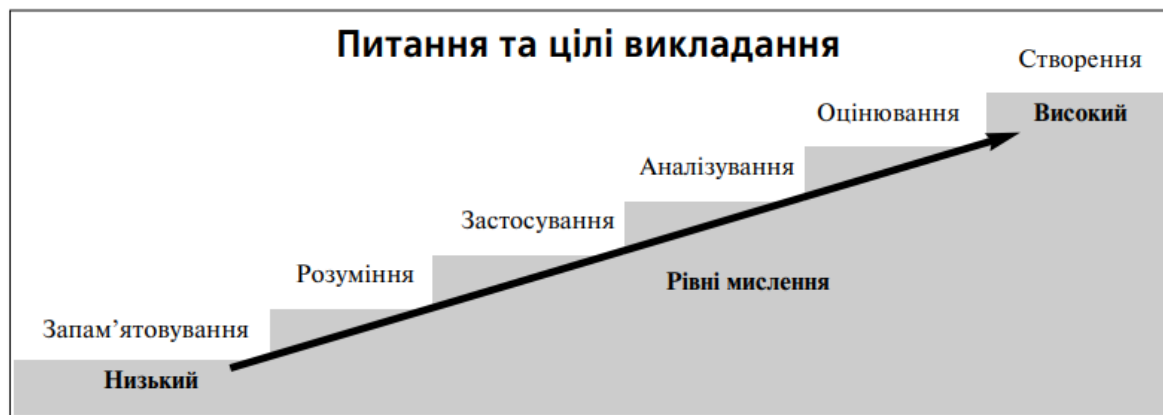 Питання та цілі викладання
Створення
Високий
Оцінювання
Аналізування
Застосування
Рівні мислення
Розуміння
Запам’ятовування
Низький